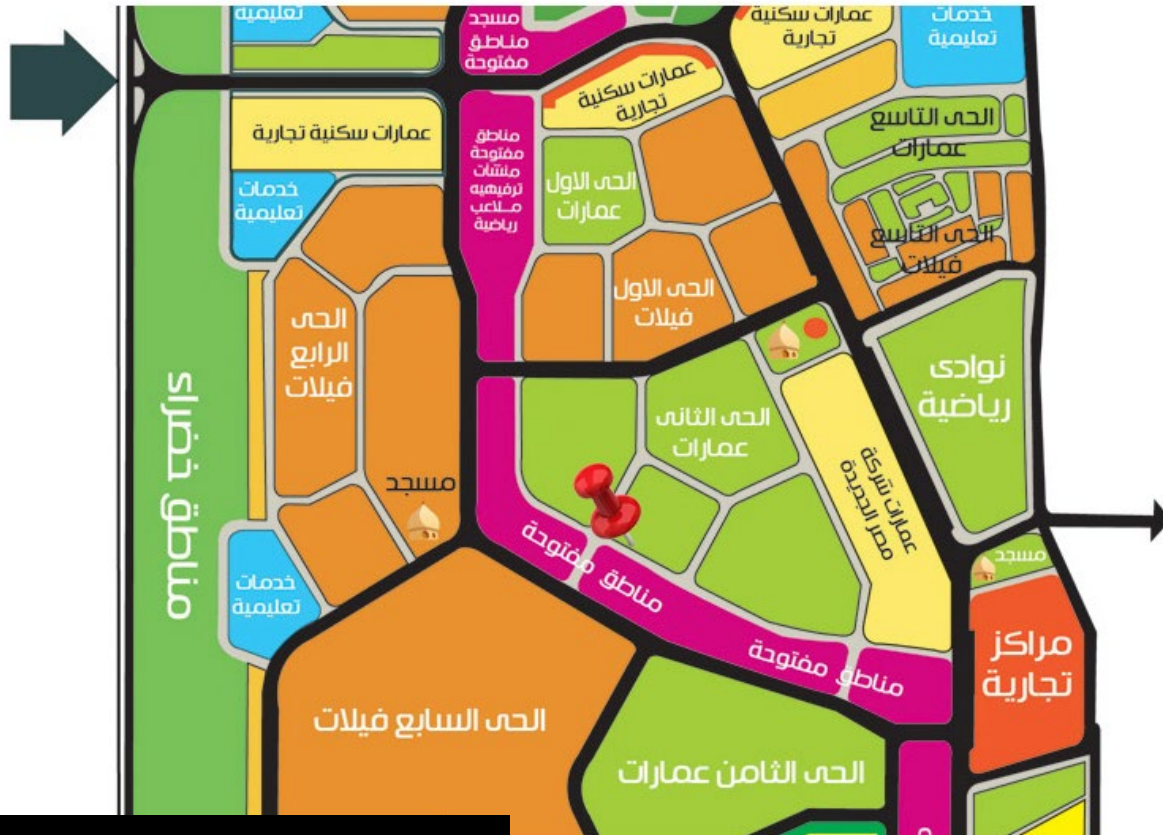 تعليمية
مسجد
مناطق
مفتوحة
عمارات سكنية
تجارية
خدمات
تعليمية
عمارات سكنية
تجارية
الحى التاسع
عمارات
عمارات سكنية تجارية
مناطق
مفتوحة
منشآت
ترفيهيه
ملاعب
رياضية
الحى الاول
عمارات
خدمات
تعليمية
الحى التاسع
فيلات
الحى الاول
فيلات
الحى
الرابع
فيلات
نوادى
رياضية
مناطق خضراء
الحى الثانى
عمارات
عمارات شركة
مصر الجديدة
مسجد
مناطق مفتوحة
مسجد
خدمات
تعليمية
مناطق مفتوحة
مراكز
تجارية
الحى السابع فيلات
الحى الثامن عمارات